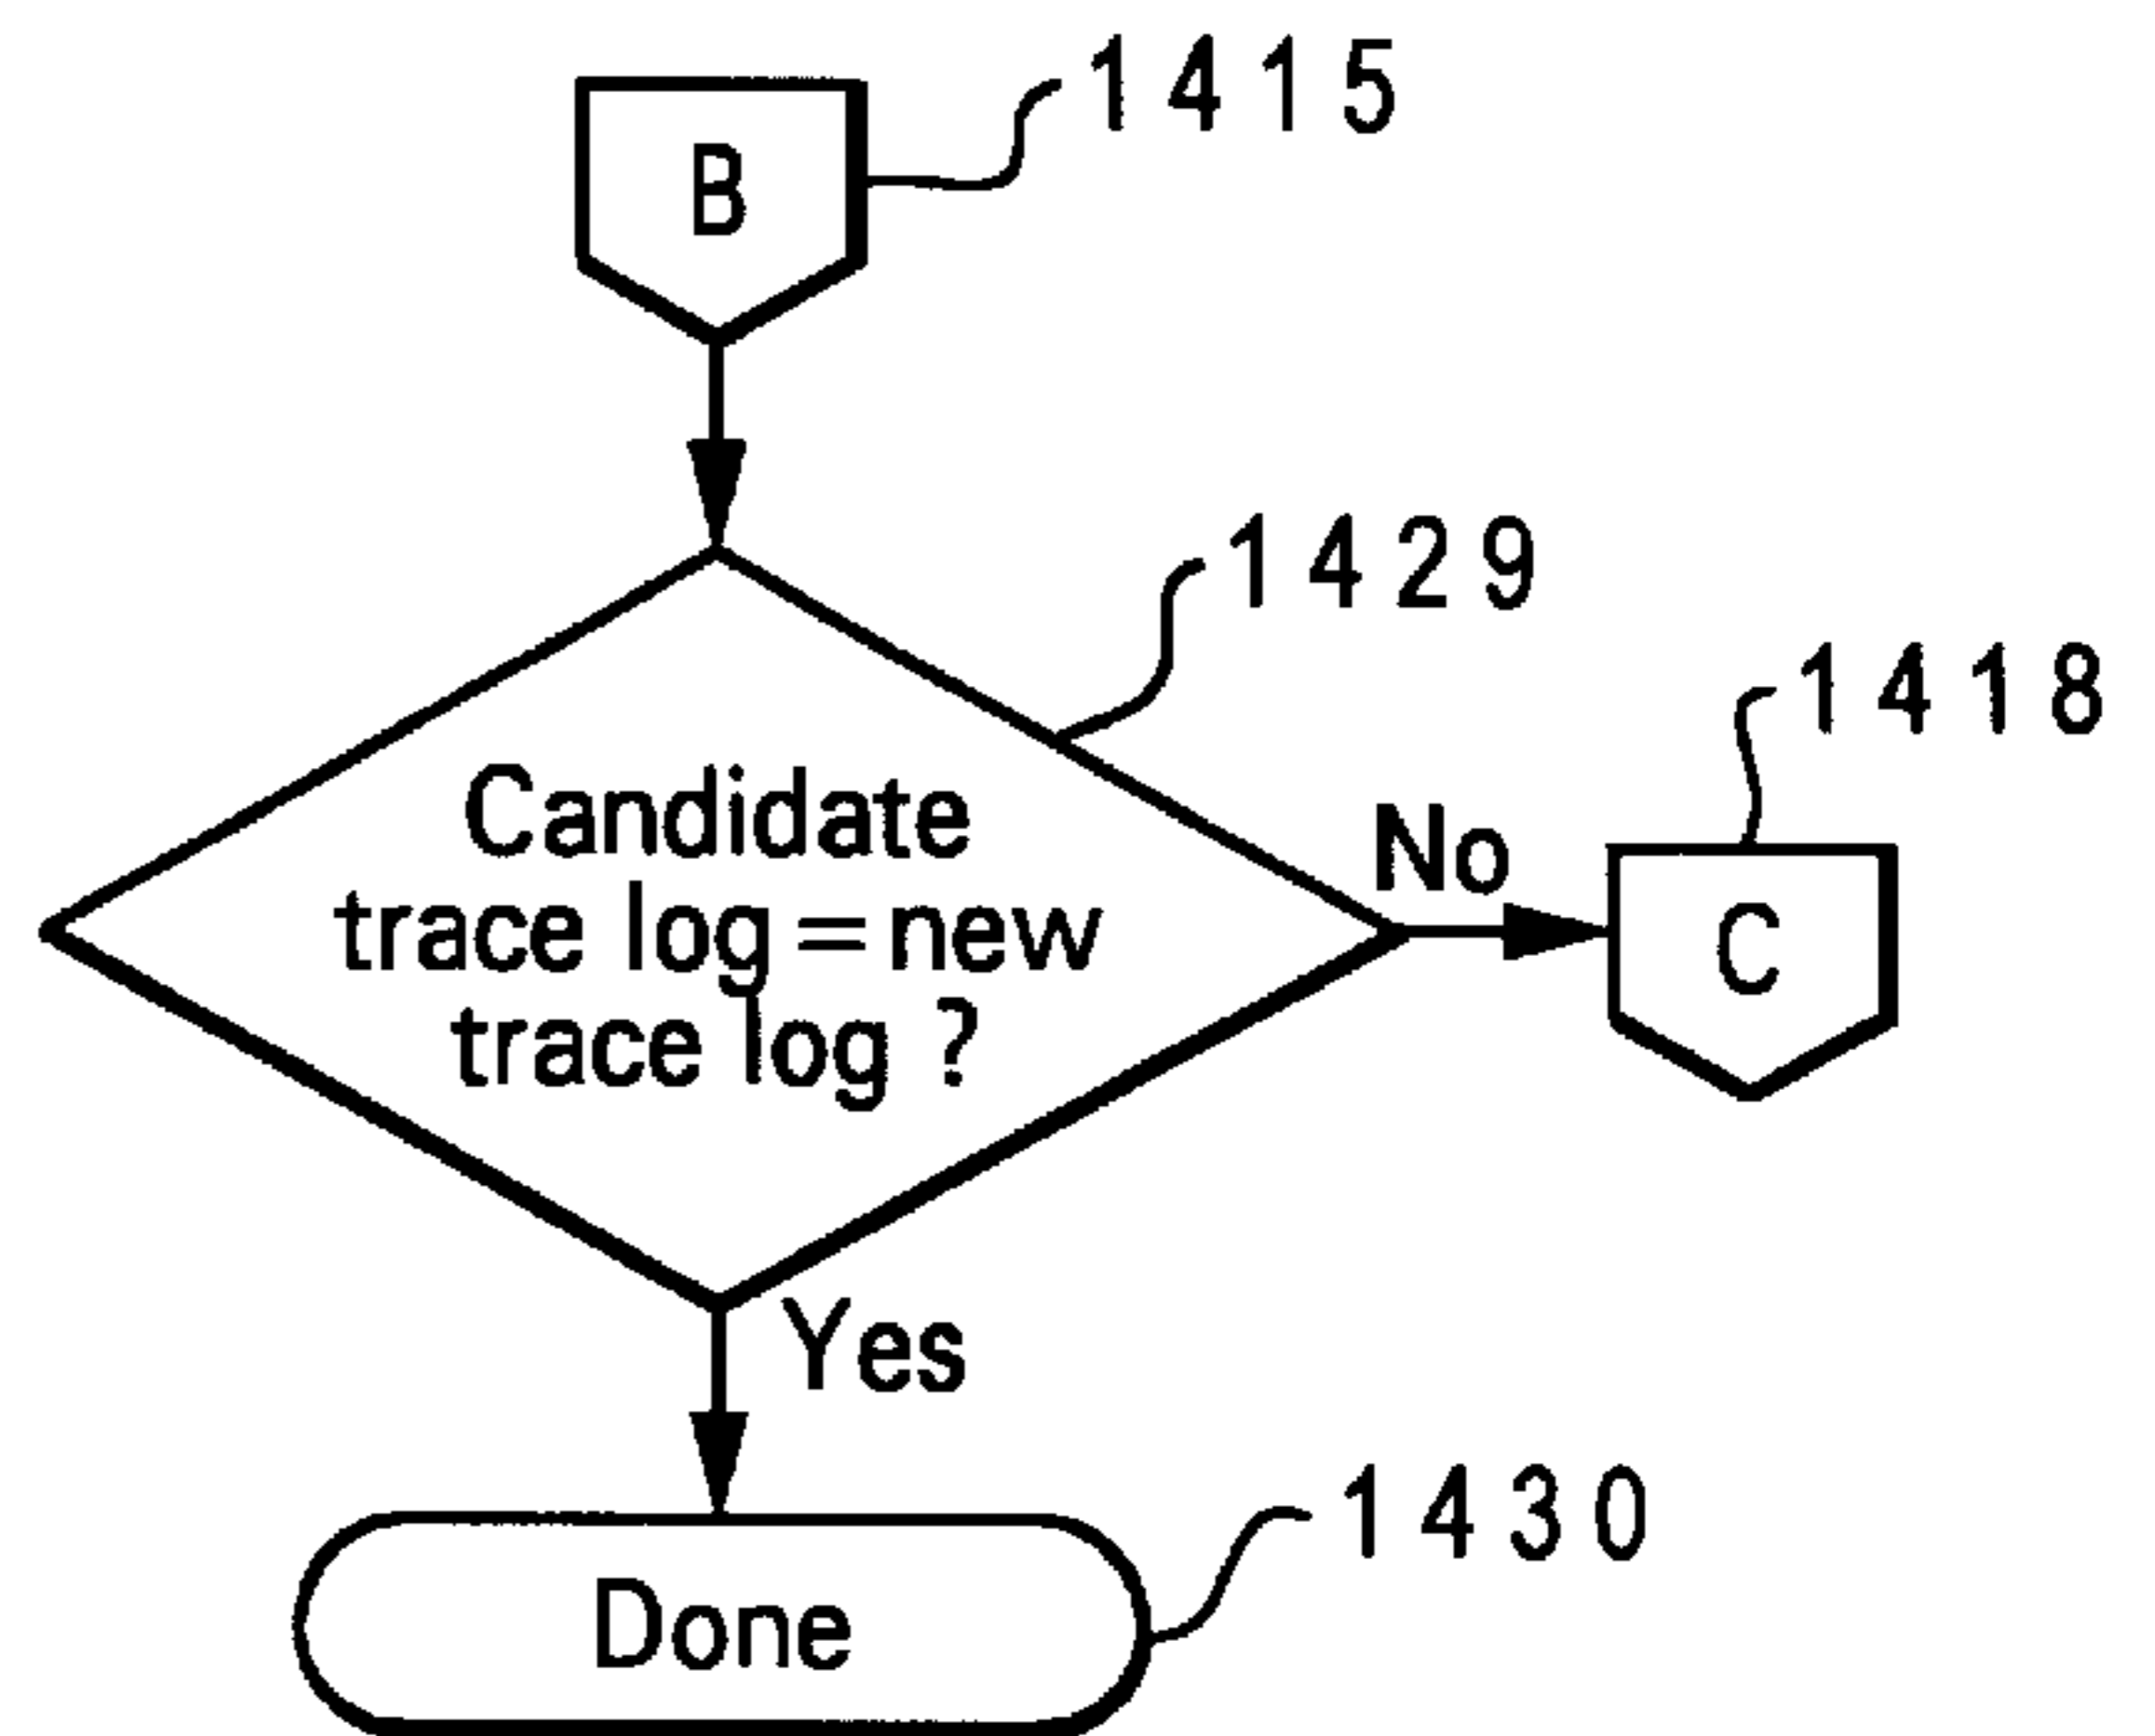 1415
B
1429
1418
Candidate
No
trace log=new
C
trace log ?
Yes
1430
Done